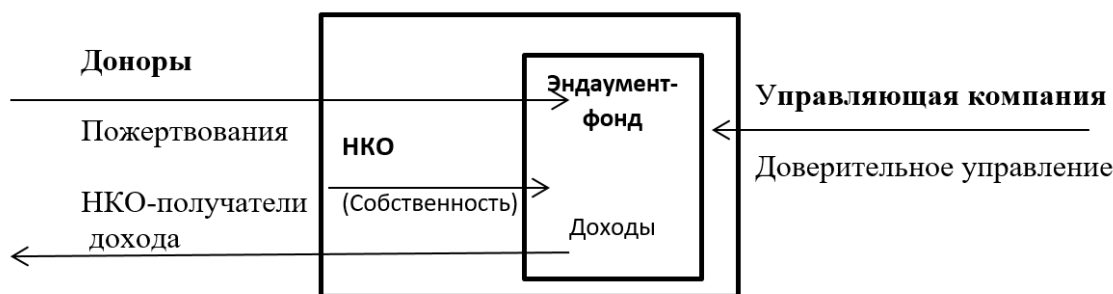 Доноры
Пожертвования
НКО-получатели
дохода
НКО
(Собственность)
Эндаумент-
фонд
Доходы
Управляющая компания
Доверительное управление